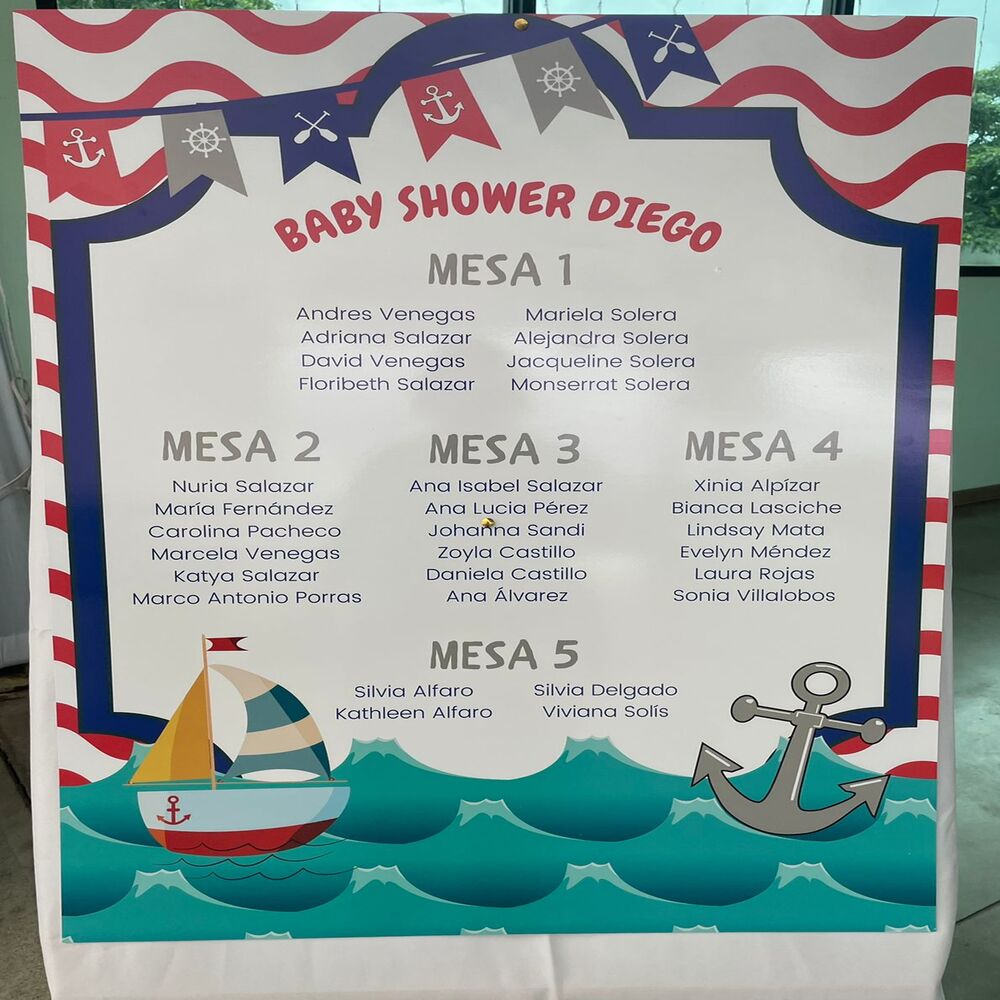 BABY SHOWER DIEGO
MESA 1
Andres Venegas
Adriana Salazar
David Venegas
Floribeth Salazar
Mariela Solera
Alejandra Solera
Jacqueline Solera
Monserrat Solera
MESA 2
Nuria Salazar
María Fernández
Carolina Pacheco
Marcela Venegas
Katya Salazar
Marco Antonio Porras
MESA 3
Ana Isabel Salazar
Ana Lucia Pérez
Johanna Sandi
Zoyla Castillo
Daniela Castillo
Ana Álvarez
MESA 4
Xinia Alpízar
Bianca Lasciche
Lindsay Mata
Evelyn Méndez
Laura Rojas
Sonia Villalobos
MESA 5
Silvia Alfaro
Kathleen Alfaro
Silvia Delgado
Viviana Solís